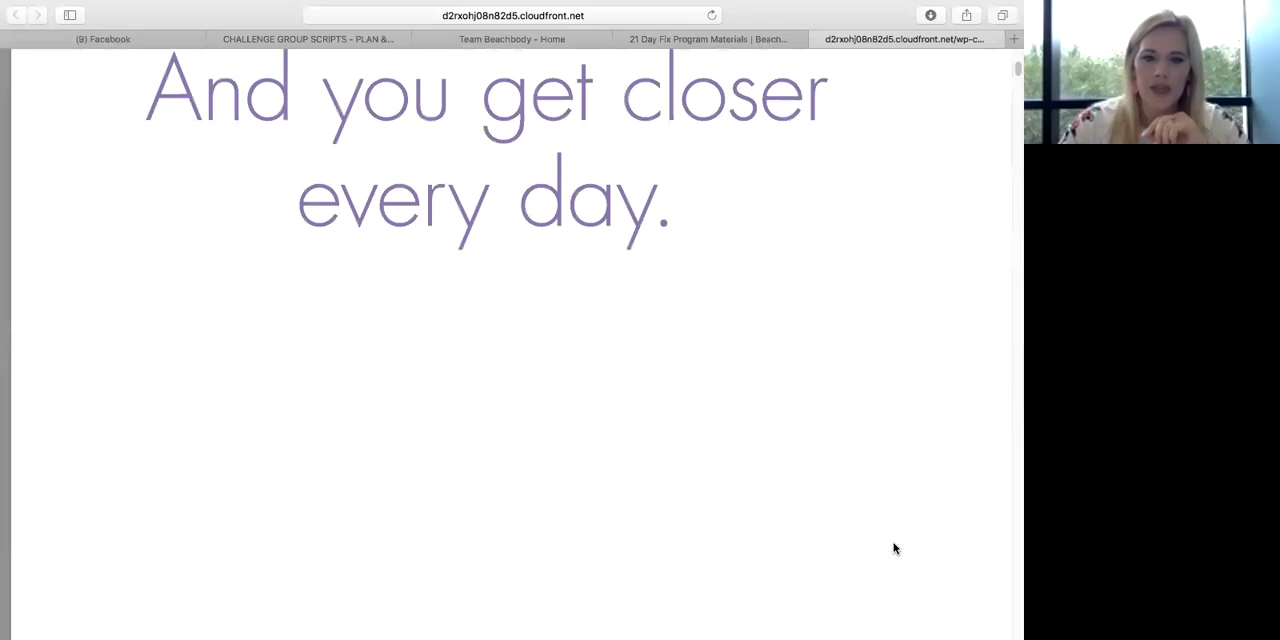 d2rxohj08n82d5.cloudfront.net
(9) Facebook
CHALLENGE GROUP SCRIPTS - PLAN &...
Team Beachbody - Home
21 Day Fix Program Materials | Beach...
d2rxohj08n82d5.cloudfront.net/wp-c...
And you get closer
every day.